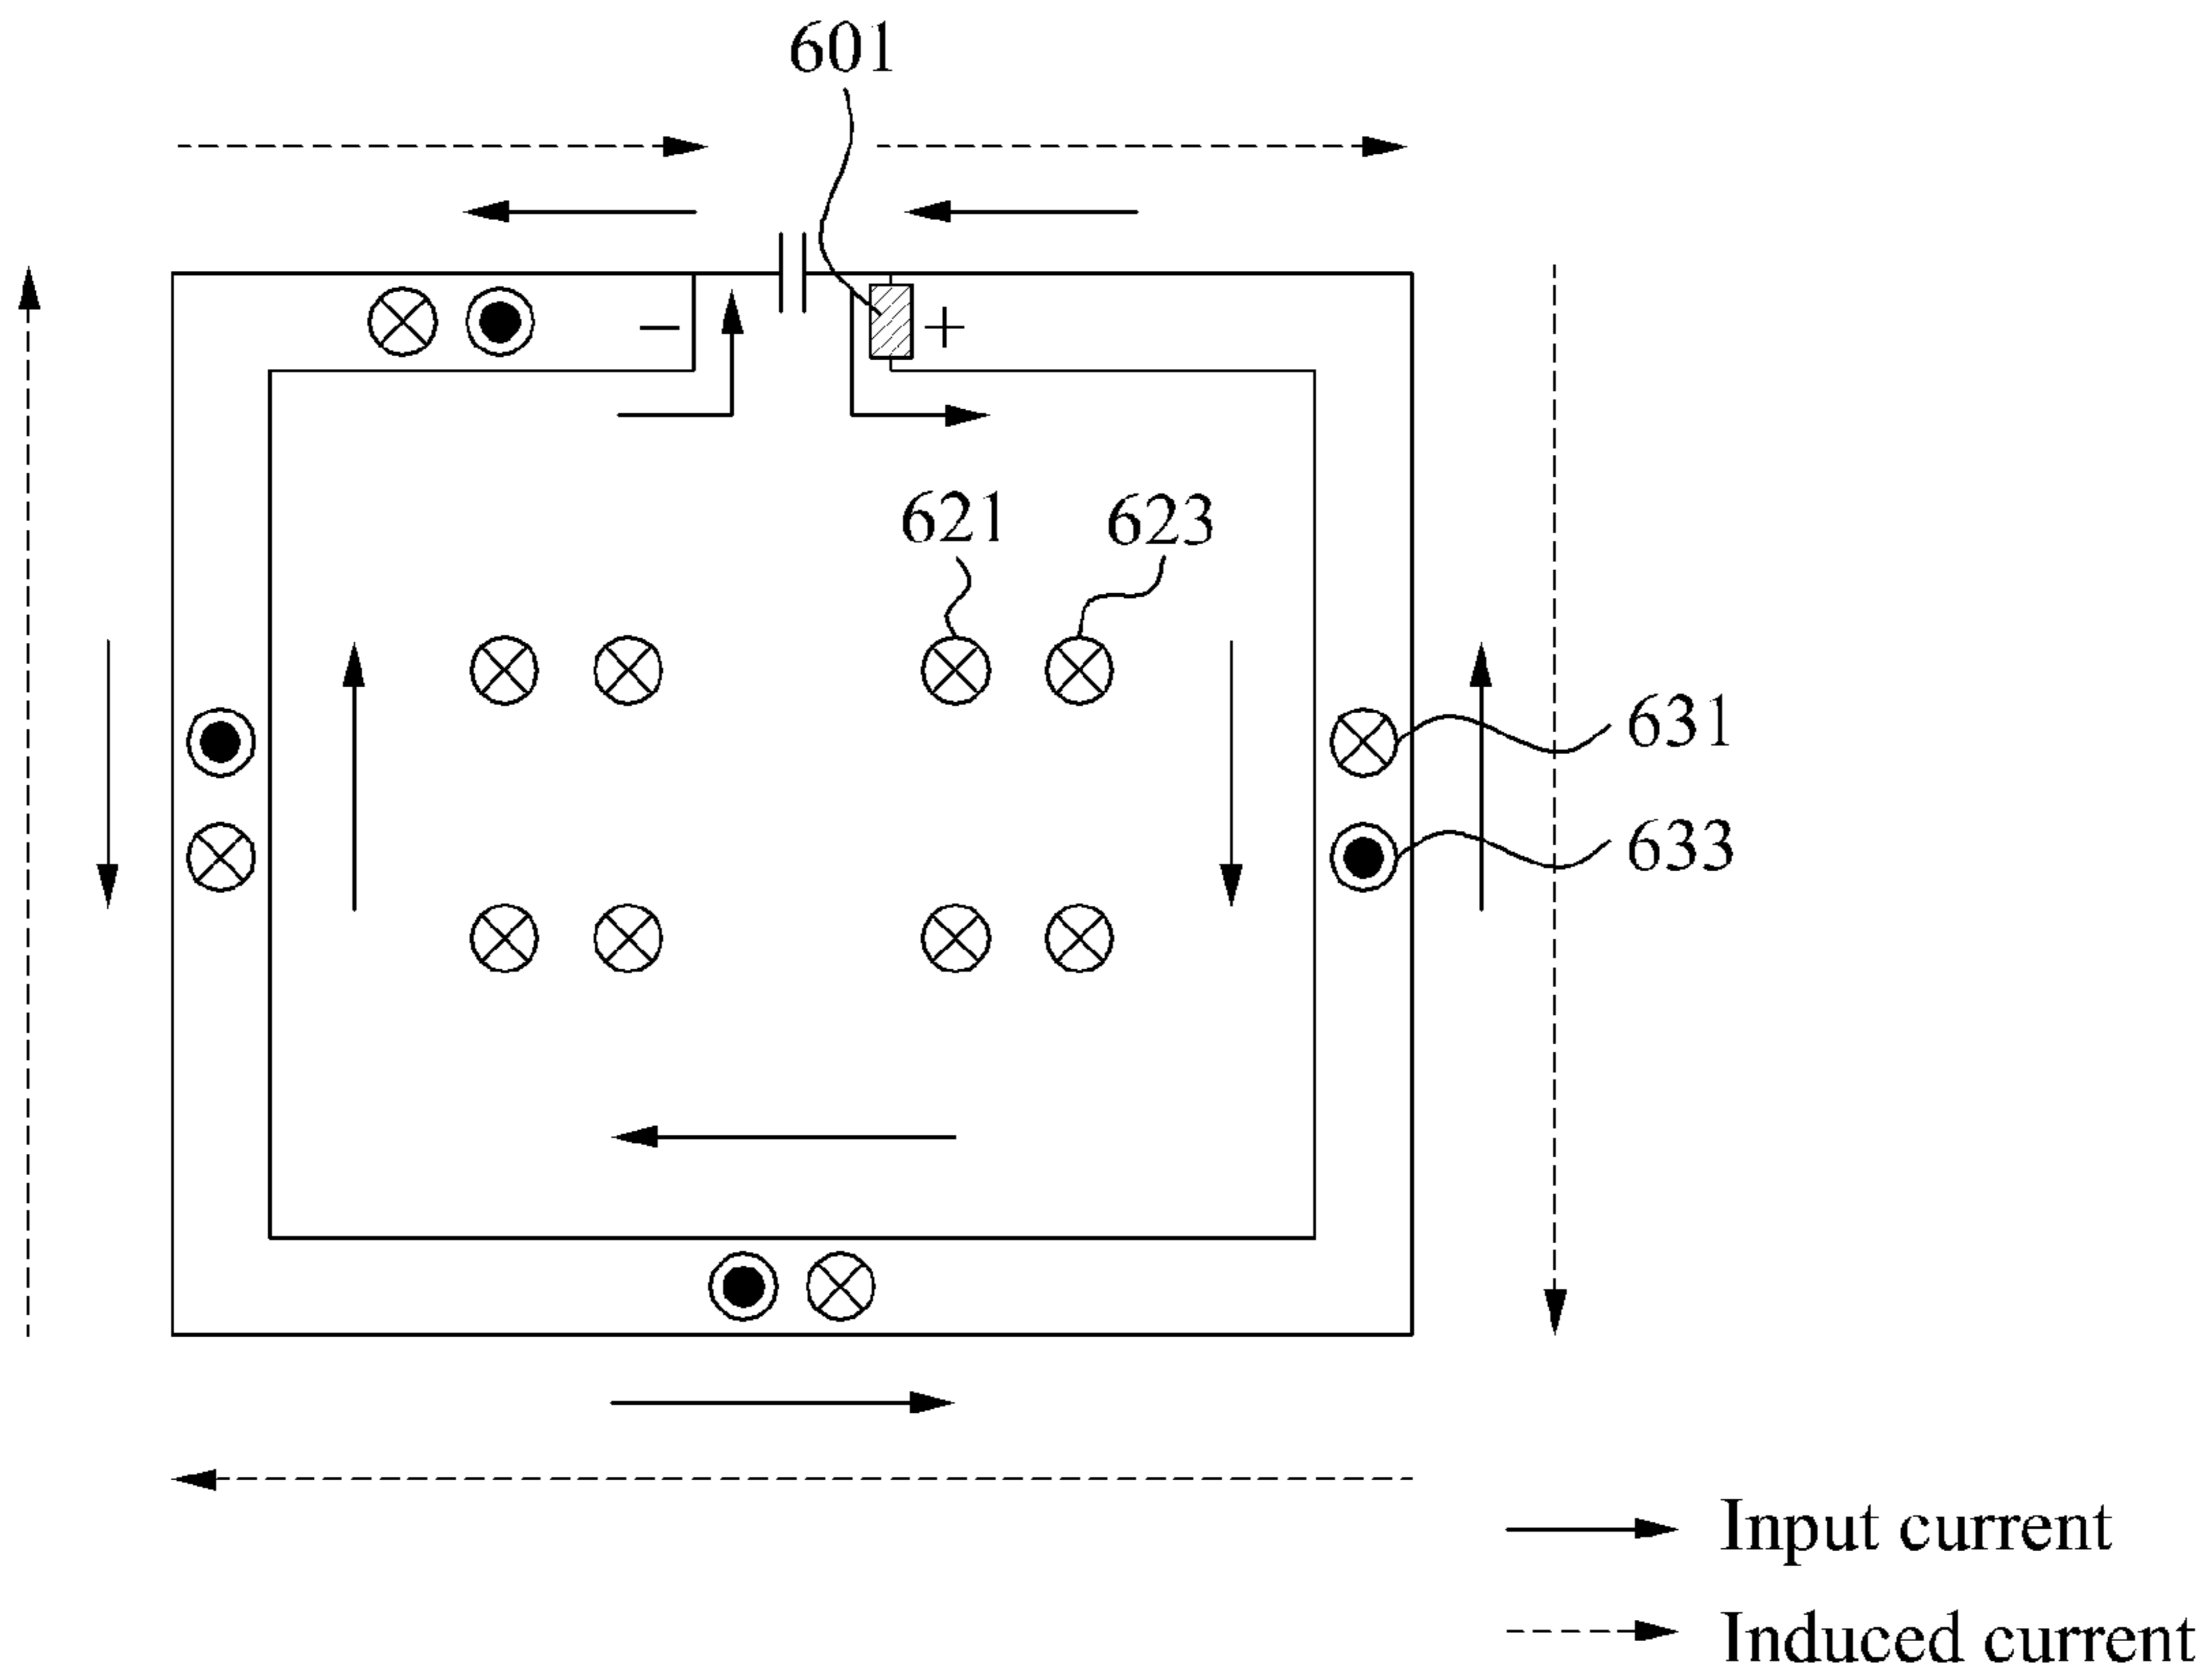 601
− +
621 623
631
633
Input current
Induced current